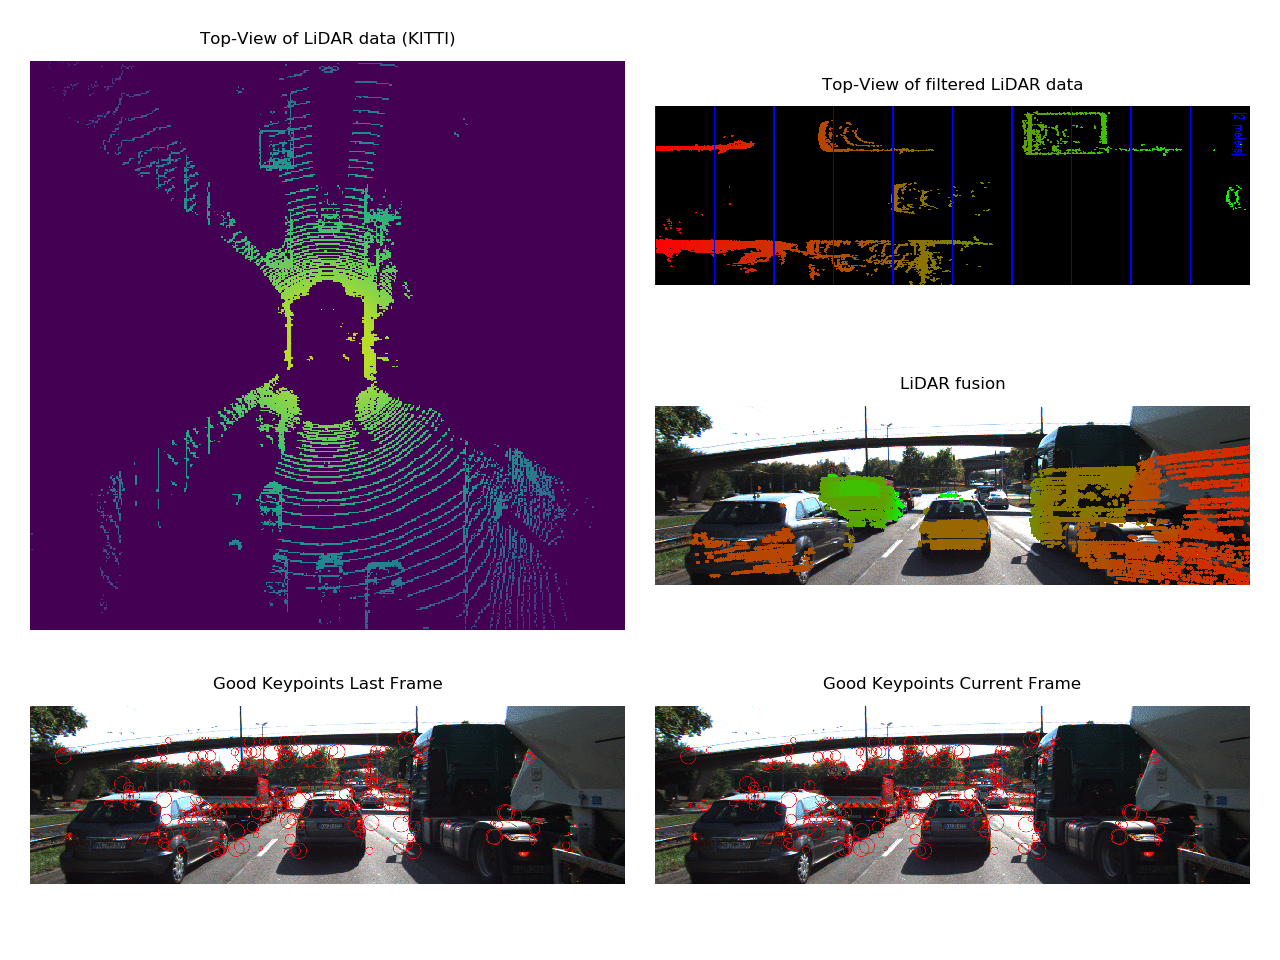 Top-View of LiDAR data (KITTI)
Top-View of filtered LiDAR data
LiDAR fusion
Good Keypoints Last Frame
Good Keypoints Current Frame